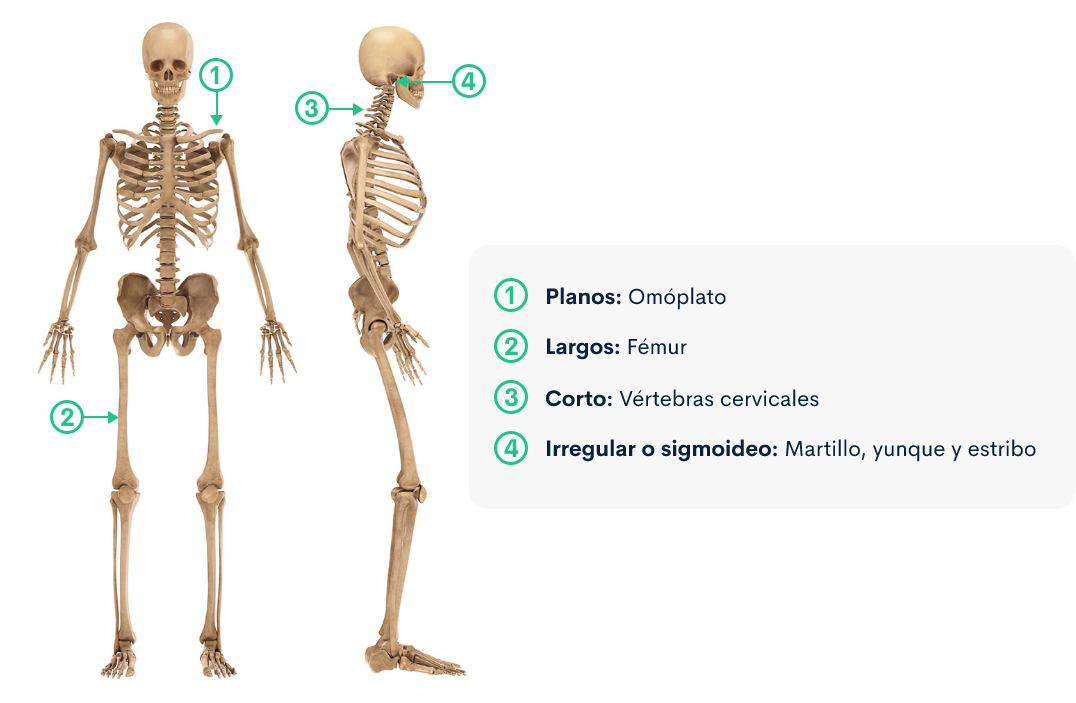 1
4
3
2
1 Planos: Omóplato
2 Largos: Fémur
3 Corto: Vértebras cervicales
4 Irregular o sigmoideo: Martillo, yunque y estribo